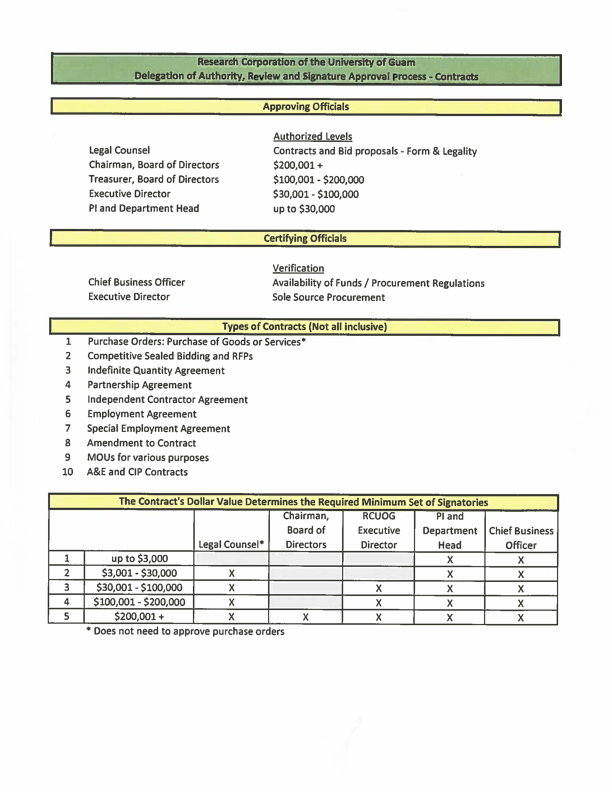 Research Corporation of the University of Guam
Delegation of Authority, Review and Signature Approval Process - Contracts
Approving Officials
Authorized Levels
Legal Counsel Contracts and Bid proposals - Form & Legality
Chairman, Board of Directors $200,001 +
Treasurer, Board of Directors $100,001 - $200,000
Executive Director $30,001 - $100,000
PI and Department Head up to $30,000
Certifying Officials
Verification
Chief Business Officer Availability of Funds / Procurement Regulations
Executive Director Sole Source Procurement
Types of Contracts (Not all inclusive)
1 Purchase Orders: Purchase of Goods or Services*
2 Competitive Sealed Bidding and RFPs
3 Indefinite Quantity Agreement
4 Partnership Agreement
5 Independent Contractor Agreement
6 Employment Agreement
7 Special Employment Agreement
8 Amendment to Contract
9 MOUs for various purposes
10 A&E and CIP Contracts
The Contract's Dollar Value Determines the Required Minimum Set of Signatories
Chairman, RCUOG PI and
Board of Executive Department Chief Business
Legal Counsel* Directors Director Head Officer
1 up to $3,000 X X
2 $3,001 - $30,000 X X X
3 $30,001 - $100,000 X X X X
4 $100,001 - $200,000 X X X X
5 $200,001 + X X X X X
* Does not need to approve purchase orders